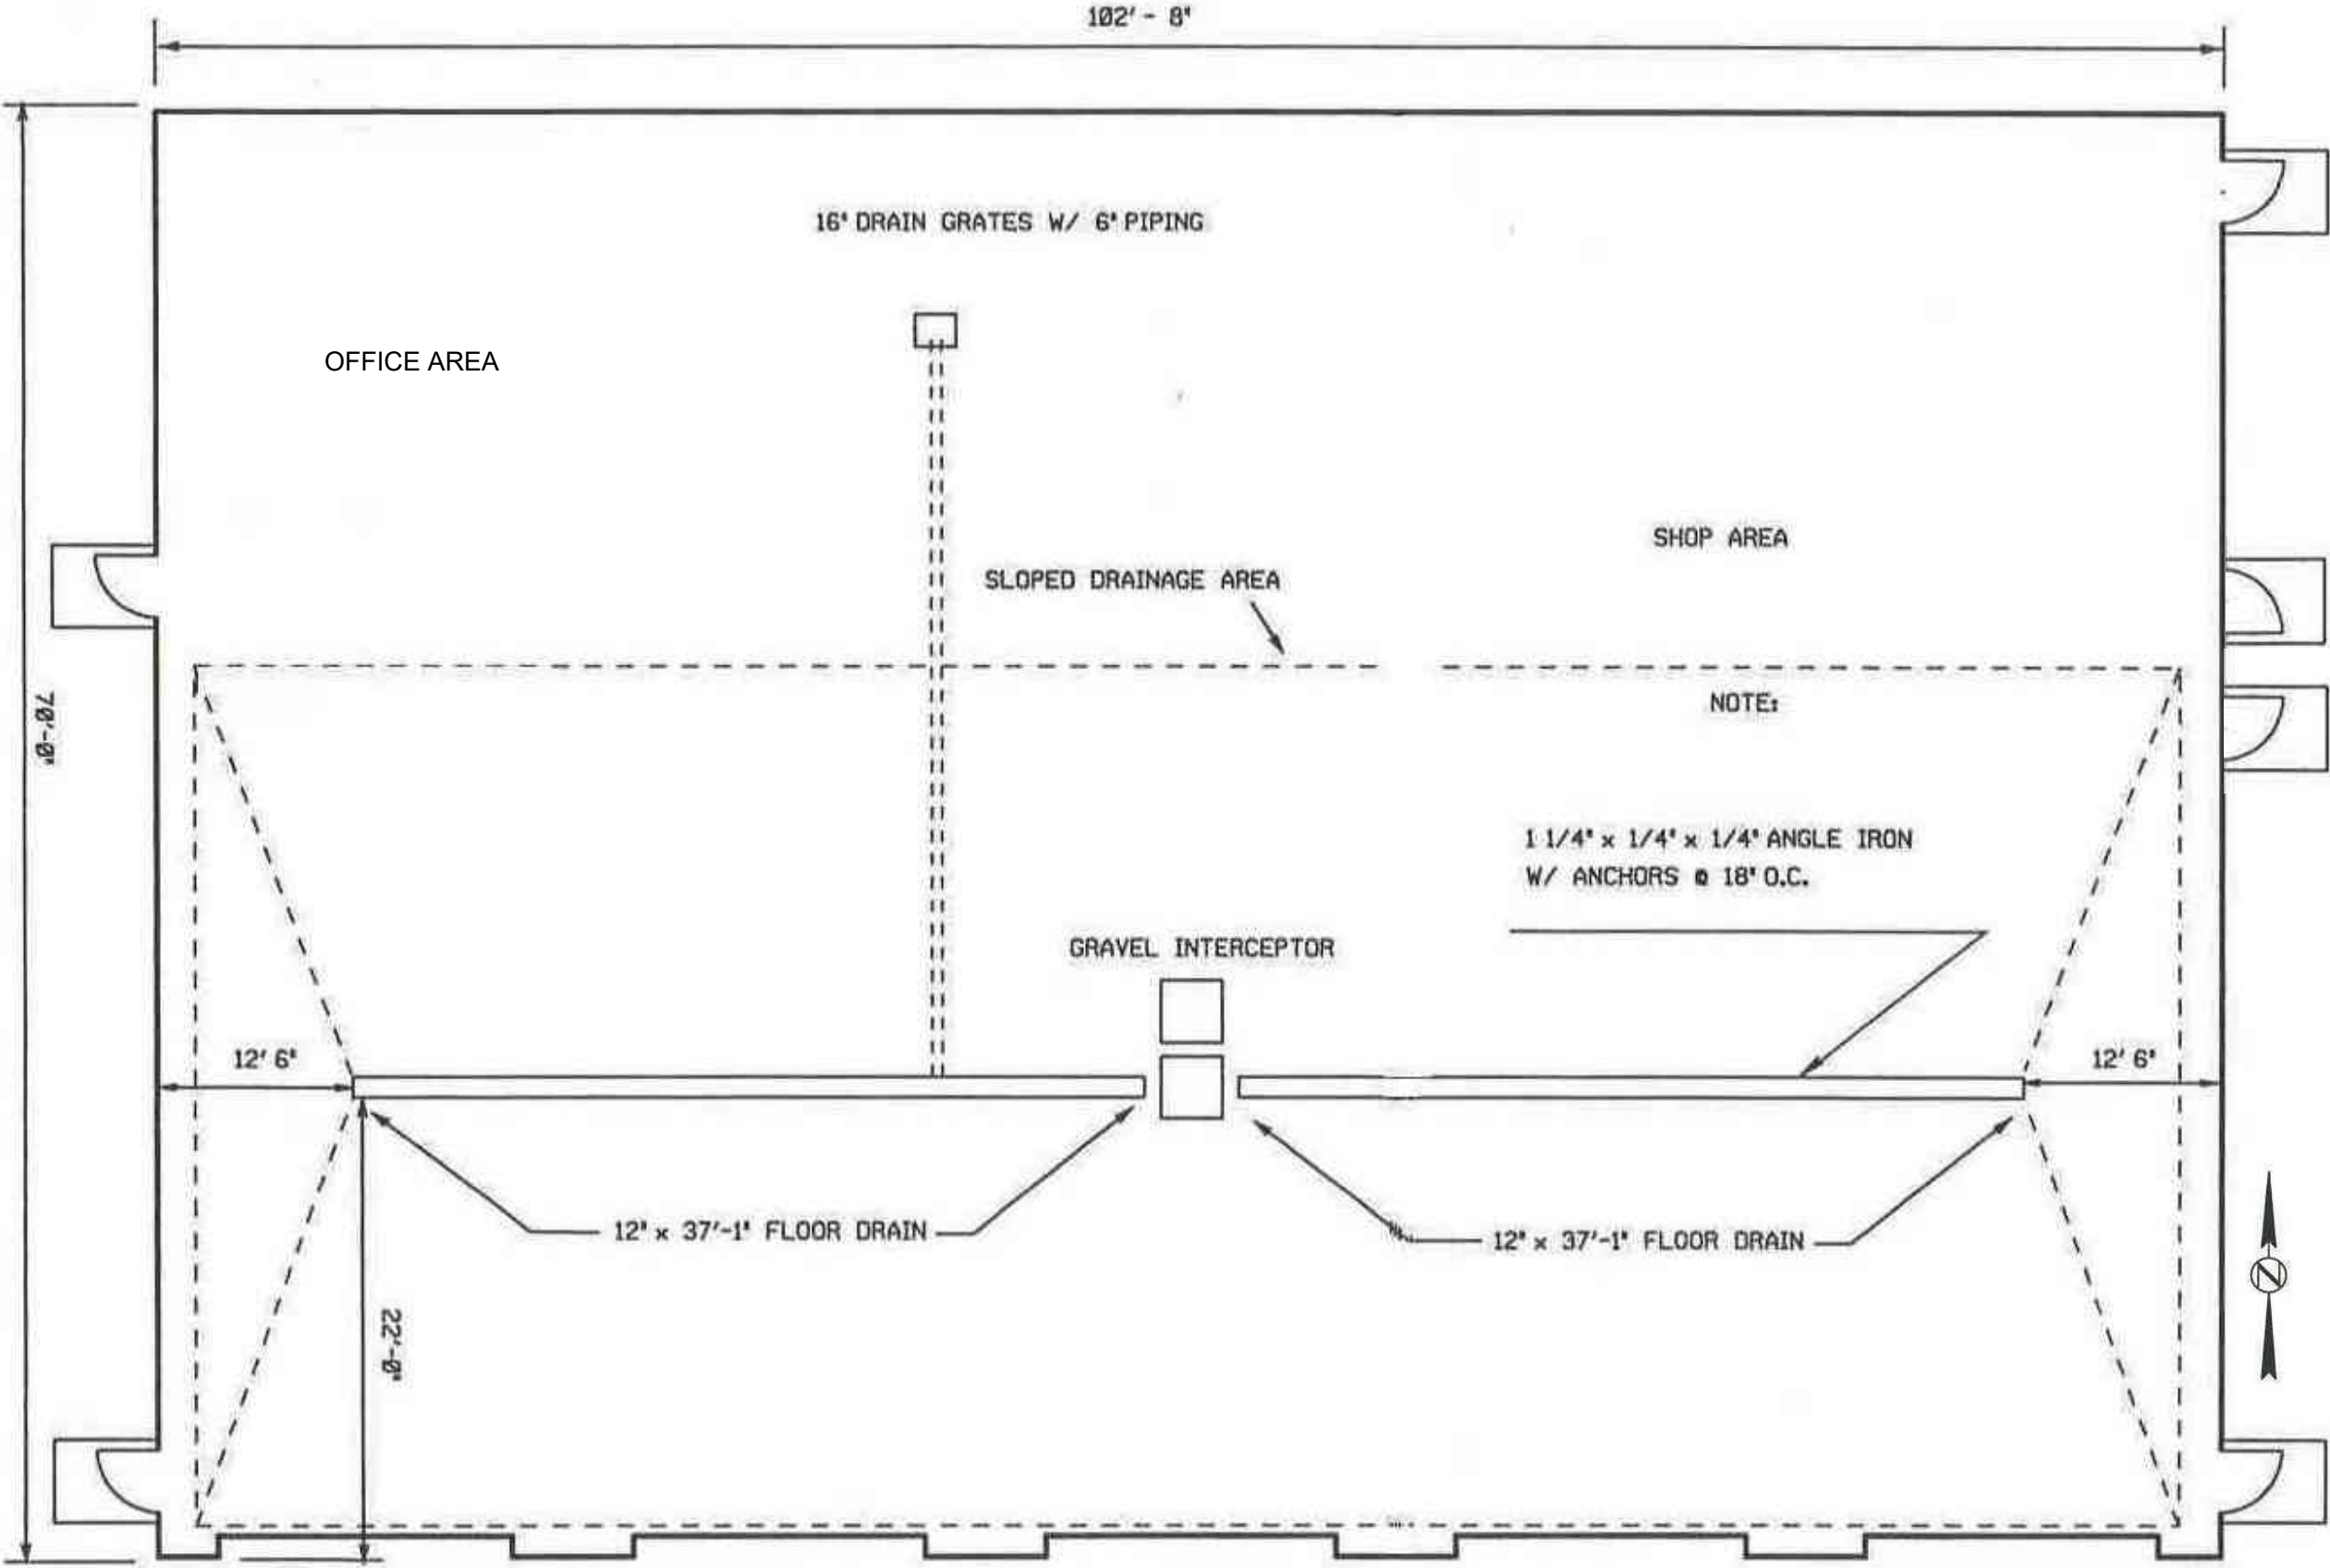 102' - 8"
16" DRAIN GRATES W/ 6" PIPING
OFFICE AREA
SHOP AREA
SLOPED DRAINAGE AREA
70'-0"
NOTE:
1 1/4" x 1/4" x 1/4" ANGLE IRON
W/ ANCHORS @ 18" O.C.
GRAVEL INTERCEPTOR
12' 6"
12' 6"
12" x 37'-1" FLOOR DRAIN
12" x 37'-1" FLOOR DRAIN
22'-0"
N